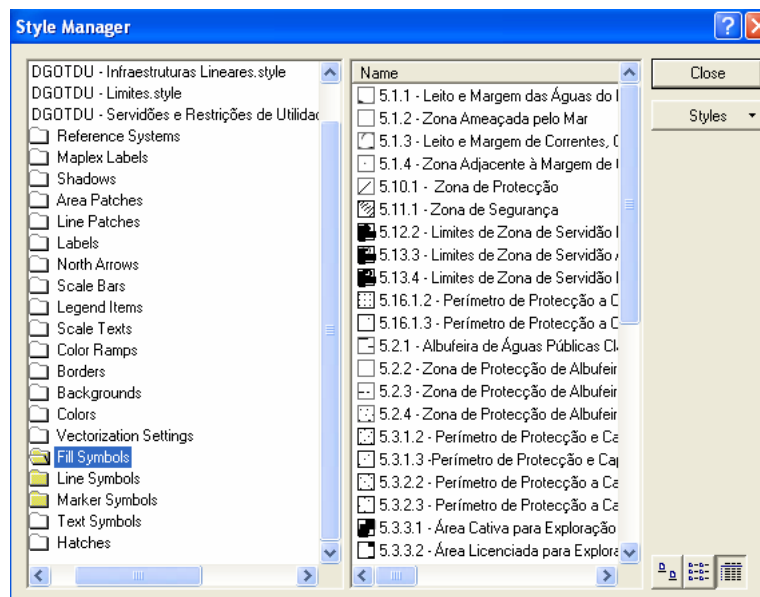 Style Manager
DGOTDU - Infraestruturas Lineares.style
DGOTDU - Limites.style
DGOTDU - Servidões e Restrições de Utilidac
Reference Systems
Maplex Labels
Shadows
Area Patches
Line Patches
Labels
North Arrows
Scale Bars
Legend Items
Scale Texts
Color Ramps
Borders
Backgrounds
Colors
Vectorization Settings
Fill Symbols
Line Symbols
Marker Symbols
Text Symbols
Hatches
Name
5.1.1 - Leito e Margem das Águas do
5.1.2 - Zona Ameaçada pelo Mar
5.1.3 - Leito e Margem de Correntes,
5.1.4 - Zona Adjacente à Margem de
5.10.1 - Zona de Protecção
5.11.1 - Zona de Segurança
5.12.2 - Limites de Zona de Servidão
5.13.3 - Limites de Zona de Servidão
5.13.4 - Limites de Zona de Servidão
5.16.1.2 - Perímetro de Protecção a C
5.16.1.3 - Perímetro de Protecção a C
5.2.1 - Albufeira de Águas Públicas Cl
5.2.2 - Zona de Protecção de Albufeir
5.2.3 - Zona de Protecção de Albufeir
5.2.4 - Zona de Protecção de Albufeir
5.3.1.2 - Perímetro de Protecção e Ca
5.3.1.3 -Perímetro de Protecção e Ca
5.3.2.2 - Perímetro de Protecção a Ca
5.3.2.3 - Perímetro de Protecção a Ca
5.3.3.1 - Área Cativa para Exploração
5.3.3.2 - Área Licenciada para Explora
Close
Styles